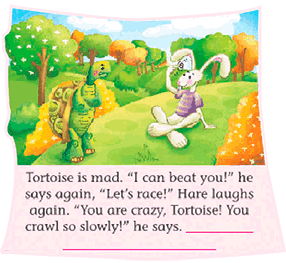 Tortoise is mad. “I can beat you!” he
says again, “Let’s race!” Hare laughs
again. “You are crazy, Tortoise! You
crawl so slowly!” he says.